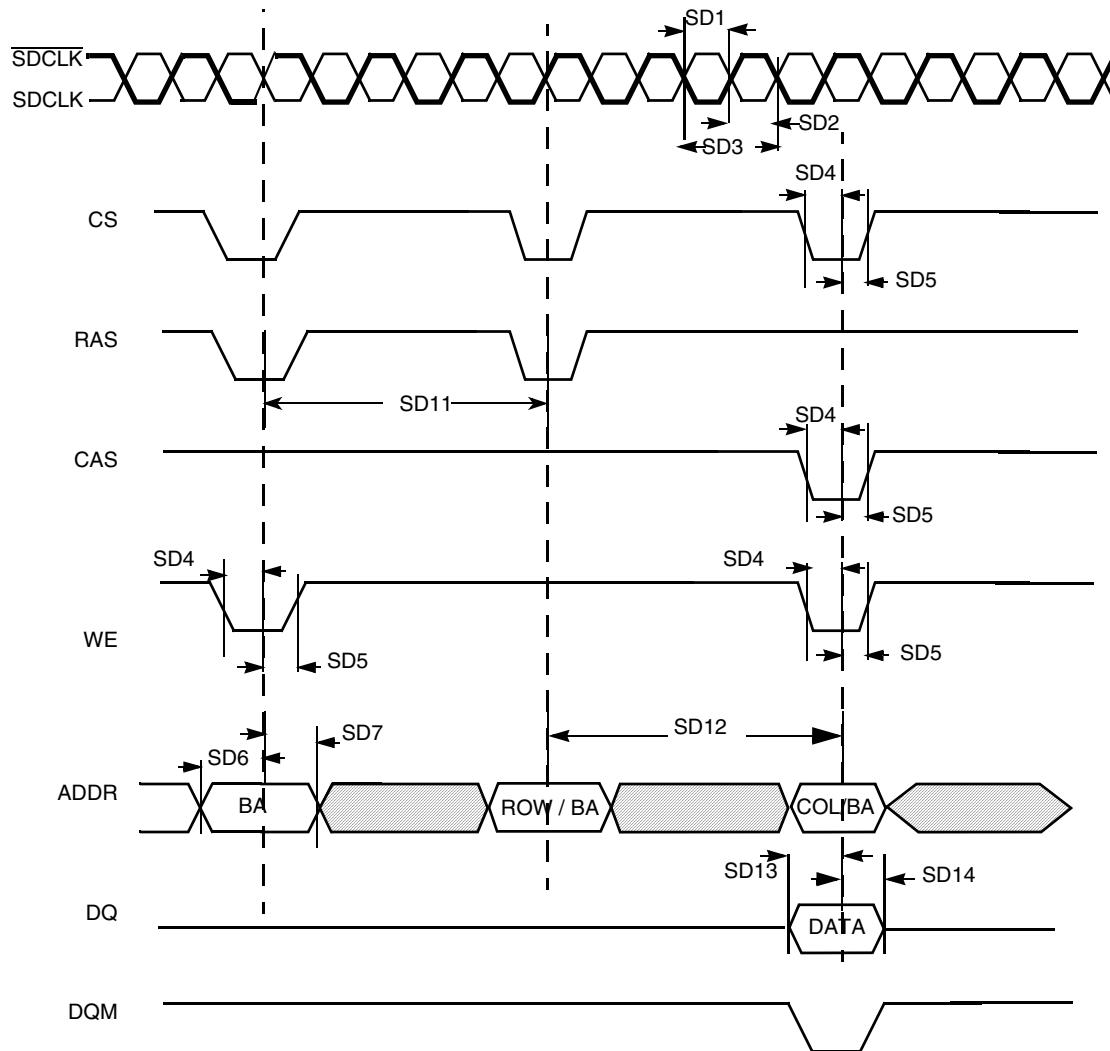 SD1
SDCLK
SDCLK
SD2
SD3
SD4
CS
SD5
RAS
SD11
SD4
CAS
SD5
SD4
SD4
WE
SD5
SD5
SD12
SD7
SD6
ADDR
BA
ROW / BA
COL/BA
SD13
SD14
DQ
DATA
DQM